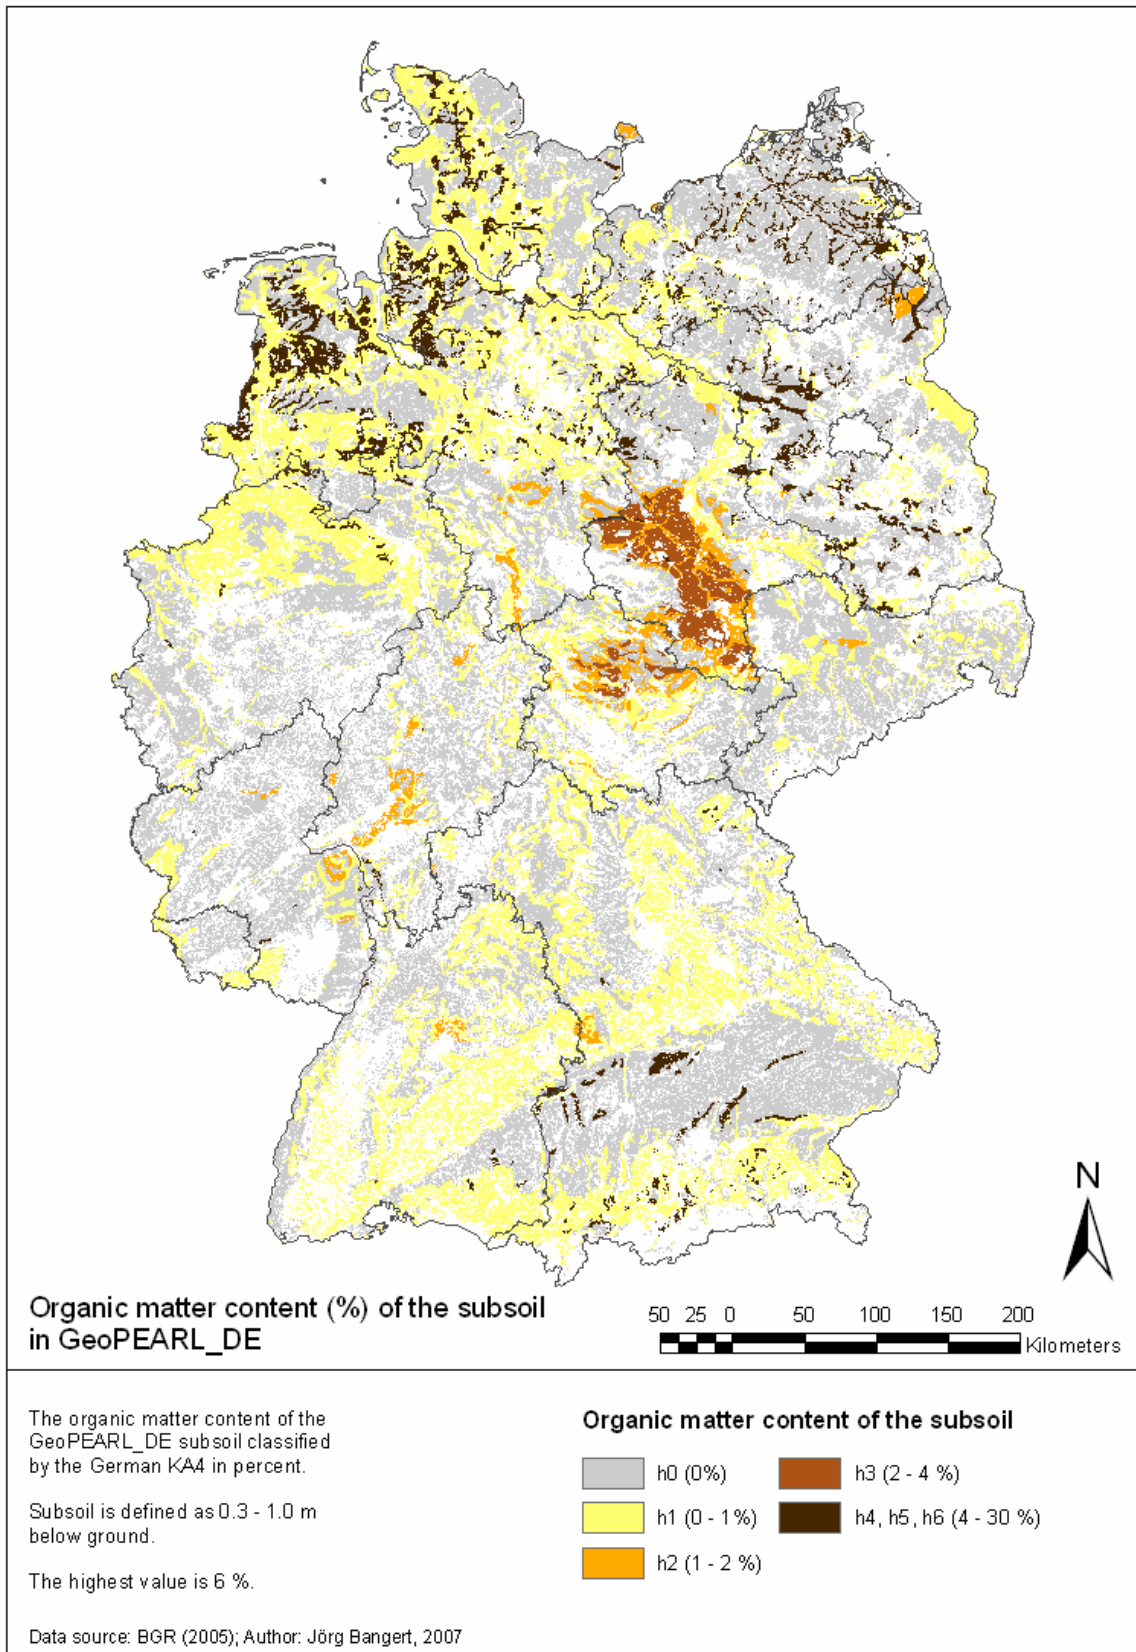 N
Organic matter content (%) of the subsoil
in GeoPEARL_DE
50 25 0 50 100 150 200
Kilometers
The organic matter content of the
GeoPEARL_DE subsoil classified
by the German KA4 in percent.
Subsoil is defined as 0.3 - 1.0 m
below ground.
The highest value is 6 %.
Data source: BGR (2005); Author: Jörg Bangert, 2007
Organic matter content of the subsoil
h0 (0%)
h1 (0 - 1%)
h2 (1 - 2 %)
h3 (2 - 4 %)
h4, h5, h6 (4 - 30 %)